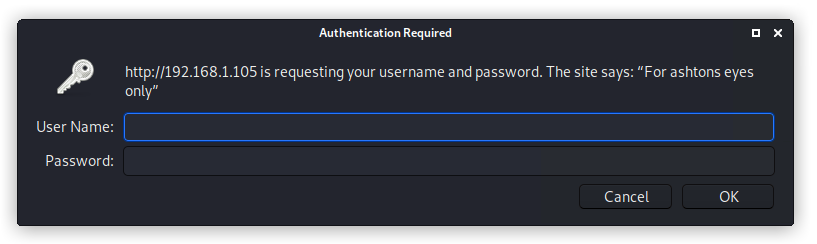 Authentication Required
http://192.168.1.105 is requesting your username and password. The site says: “For ashtons eyes
only”
User Name:
Password:
Cancel OK